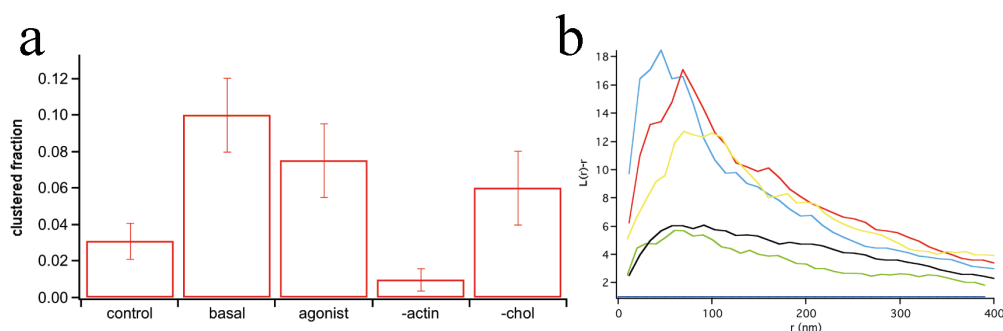 a
b
clustered fraction
0.12
0.10
0.08
0.06
0.04
0.02
0.00
control basal agonist -actin -chol
L(r)-r
18
16
14
12
10
8
6
4
2
0 100 200 300 400
r (nm)